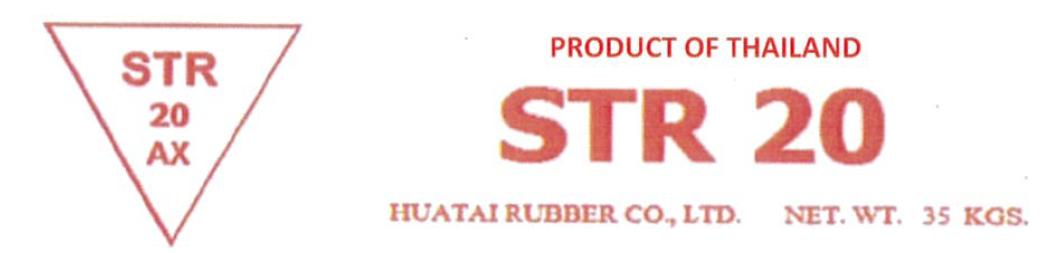 STR
20
AX
PRODUCT OF THAILAND
STR 20
HUATAI RUBBER CO., LTD. NET. WT. 35 KGS.